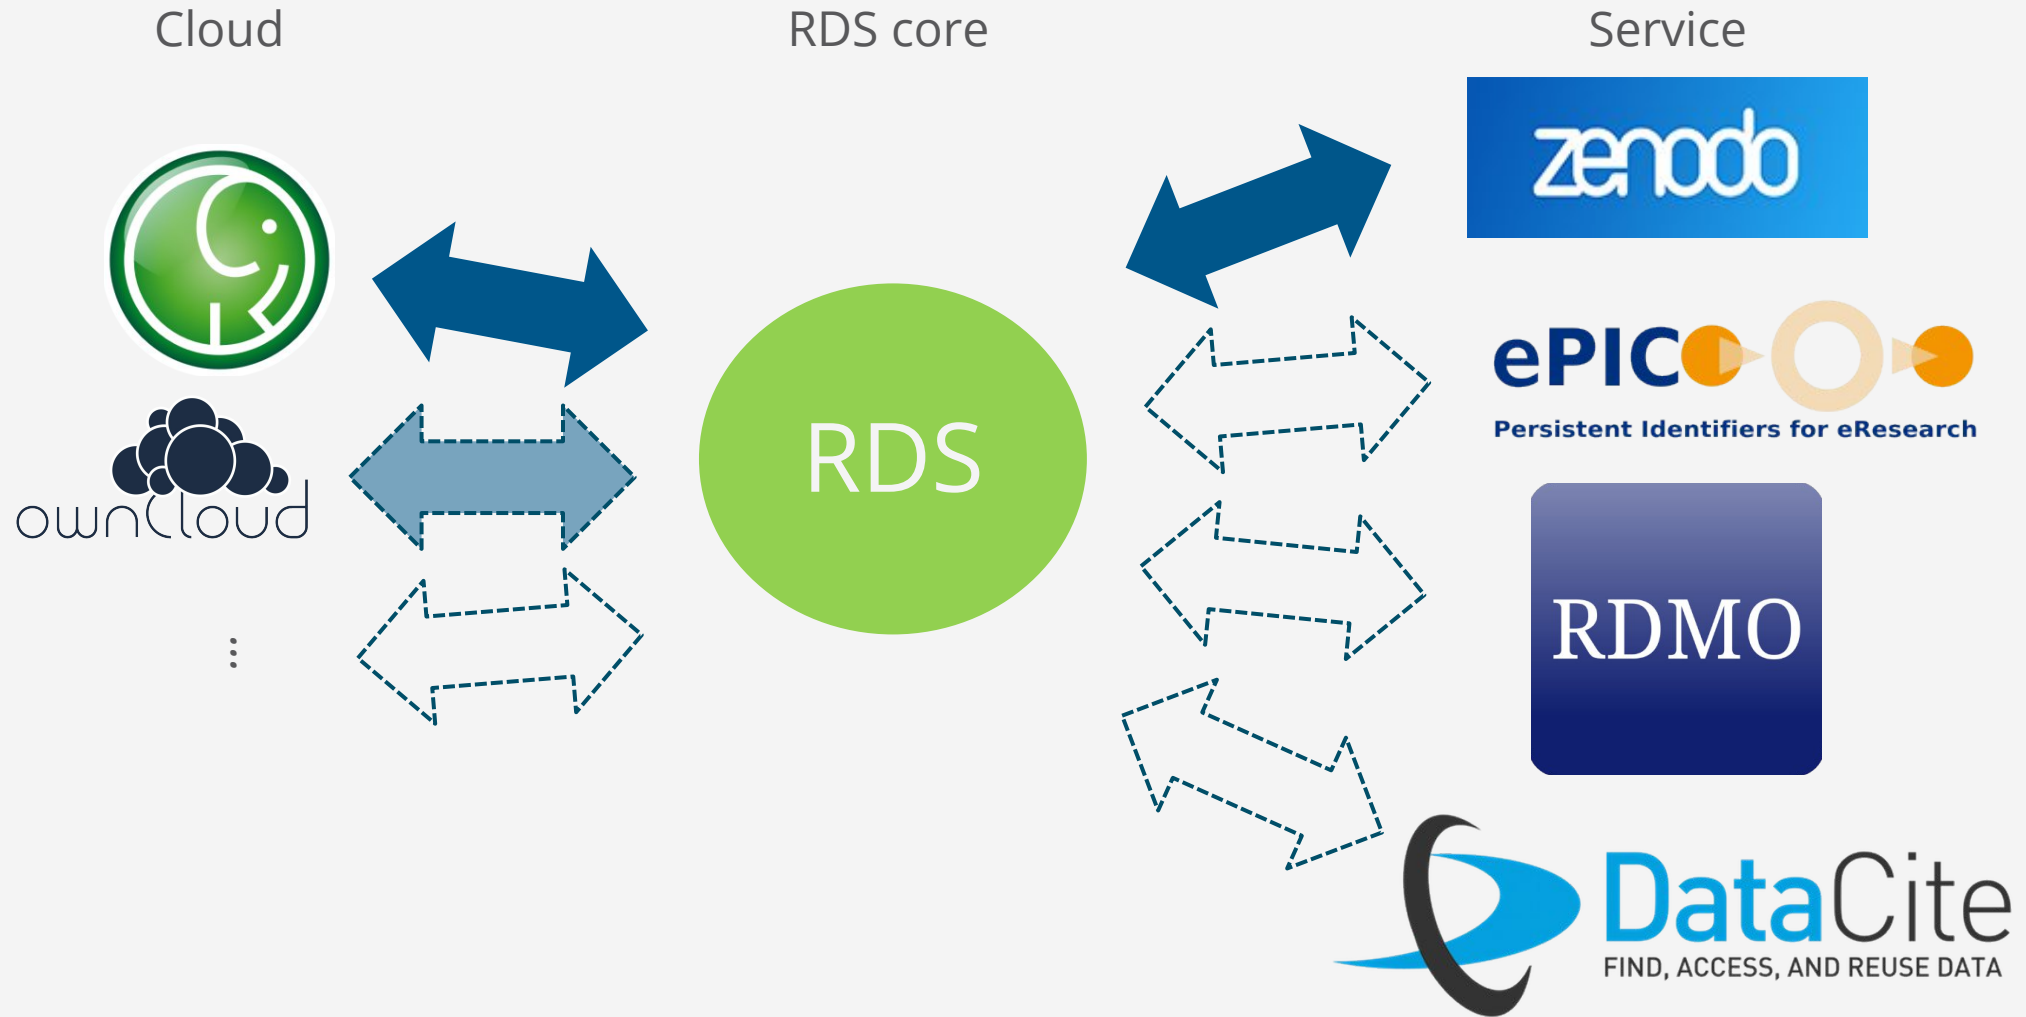 Cloud
RDS core
Service
zenodo
ePIC
Persistent Identifiers for eResearch
ownCloud
RDS
...
RDMO
DataCite
FIND, ACCESS, AND REUSE DATA